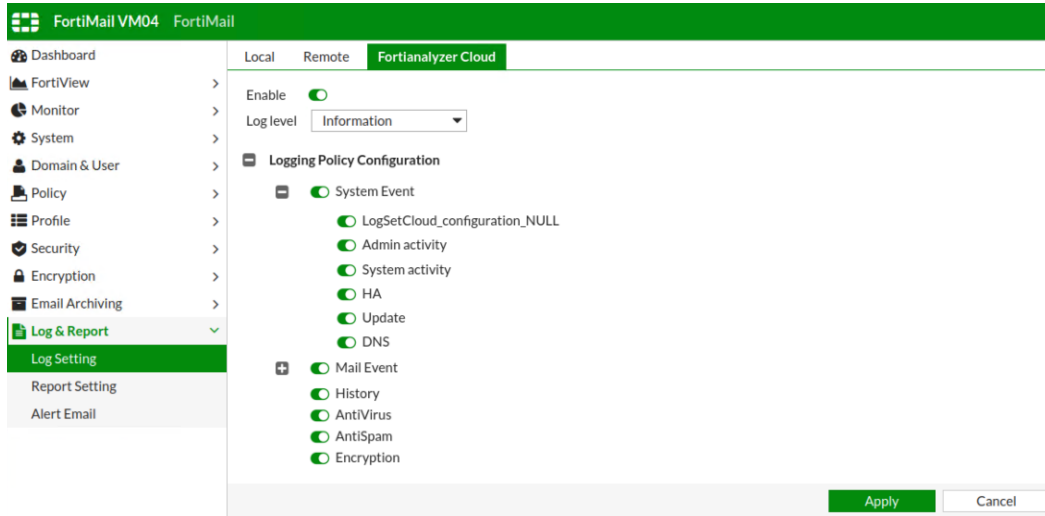 FortiMail VM04 FortiMail
Dashboard
FortiView
Monitor
System
Domain & User
Policy
Profile
Security
Encryption
Email Archiving
Log & Report
Log Setting
Report Setting
Alert Email
Local Remote Fortianalyzer Cloud
Enable
Log level Information
Logging Policy Configuration
System Event
LogSetCloud_configuration_NULL
Admin activity
System activity
HA
Update
DNS
Mail Event
History
AntiVirus
AntiSpam
Encryption
Apply Cancel